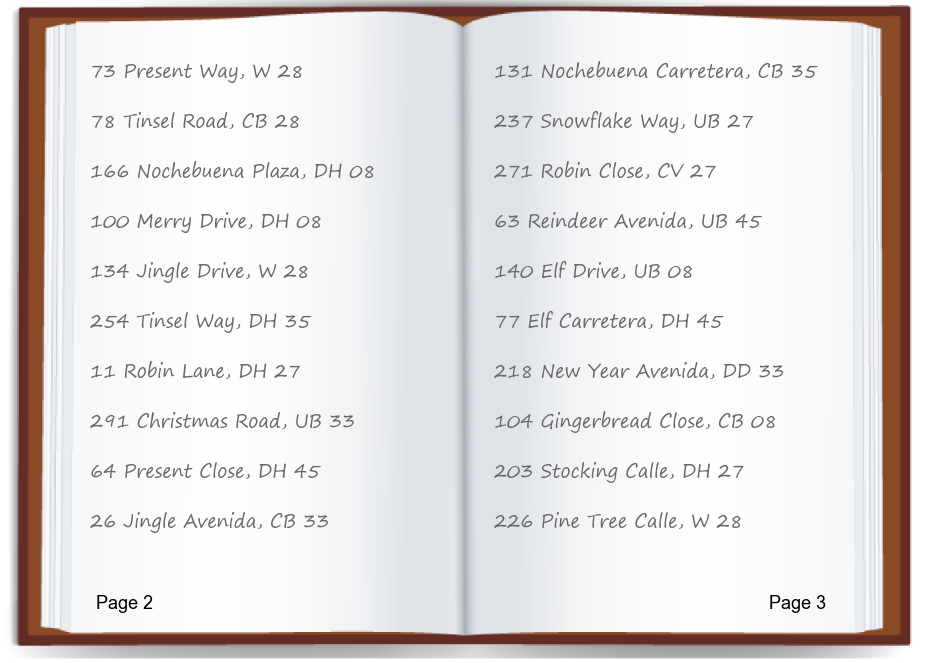 73 Present Way, W 28
78 Tinsel Road, CB 28
166 Nochebuena Plaza, DH 08
100 Merry Drive, DH 08
134 Jingle Drive, W 28
254 Tinsel Way, DH 35
11 Robin Lane, DH 27
291 Christmas Road, UB 33
64 Present Close, DH 45
26 Jingle Avenida, CB 33
Page 2
131 Nochebuena Carretera, CB 35
237 Snowflake Way, UB 27
271 Robin Close, CV 27
63 Reindeer Avenida, UB 45
140 Elf Drive, UB 08
77 Elf Carretera, DH 45
218 New Year Avenida, DD 33
104 Gingerbread Close, CB 08
203 Stocking Calle, DH 27
226 Pine Tree Calle, W 28
Page 3